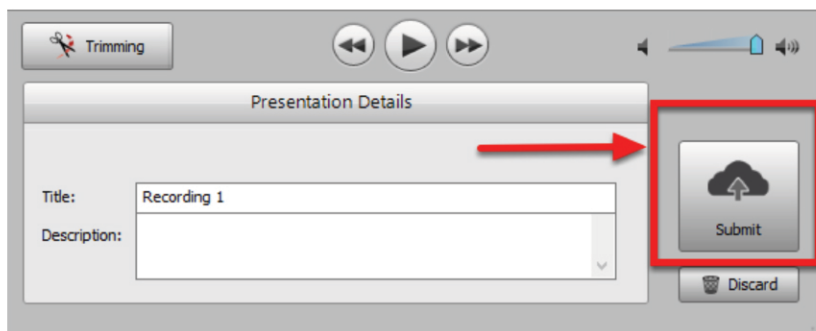 Trimming
Presentation Details
Title:
Recording 1
Description:
Submit
Discard